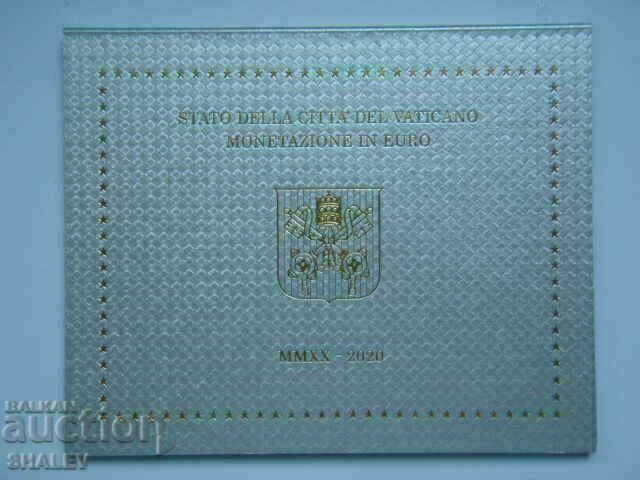 STATO DELLA CITTA' DEL VATICANO
MONETAZIONE IN EURO
MMXX - 2020
BALKAN
auction
SHALEV